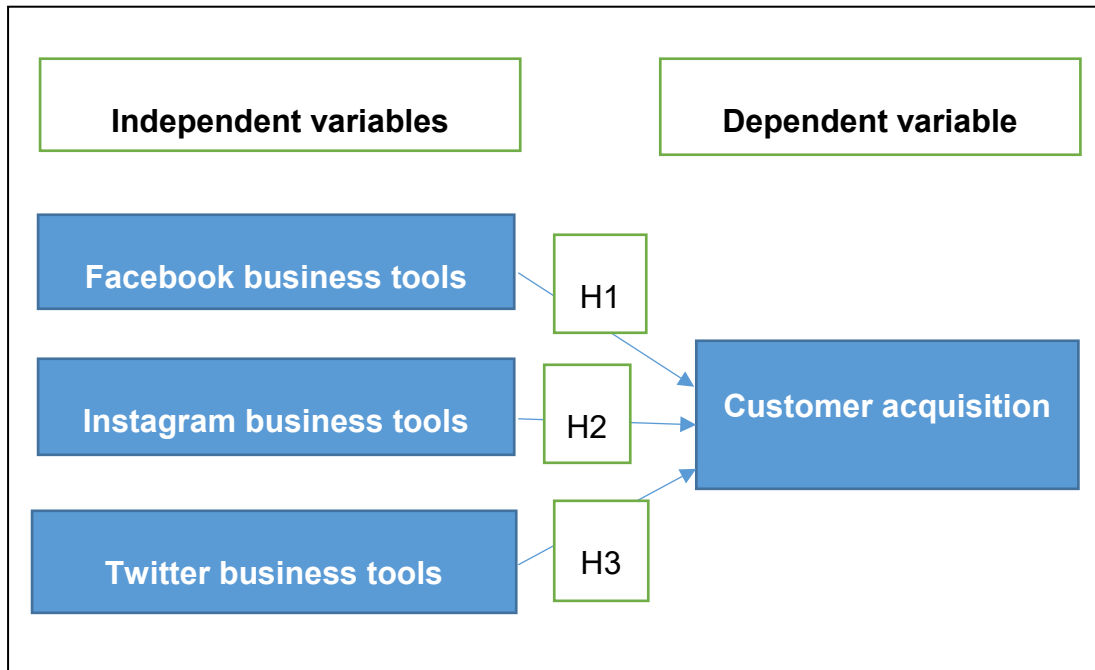 Independent variables
Dependent variable
Facebook business tools
H1
Instagram business tools
H2
Customer acquisition
Twitter business tools
H3